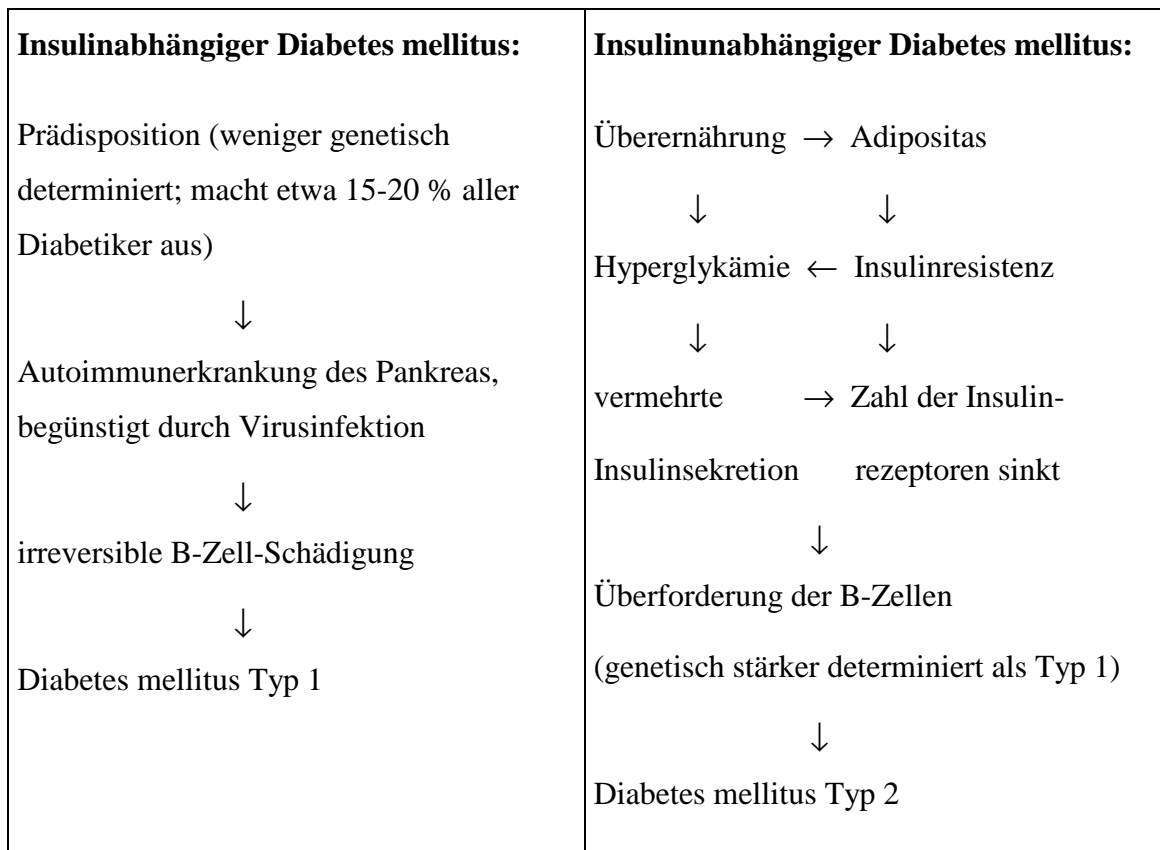 Insulinabhängiger Diabetes mellitus:
Prädisposition (weniger genetisch
determiniert; macht etwa 15-20 % aller
Diabetiker aus)
↓
Autoimmunerkrankung des Pankreas,
begünstigt durch Virusinfektion
↓
irreversible B-Zell-Schädigung
↓
Diabetes mellitus Typ 1
Insulinunabhängiger Diabetes mellitus:
Überernährung → Adipositas
↓ ↓
Hyperglykämie ← Insulinresistenz
↓ ↓
vermehrte → Zahl der Insulin-
Insulinsekretion rezeptoren sinkt
↓
Überforderung der B-Zellen
(genetisch stärker determiniert als Typ 1)
↓
Diabetes mellitus Typ 2